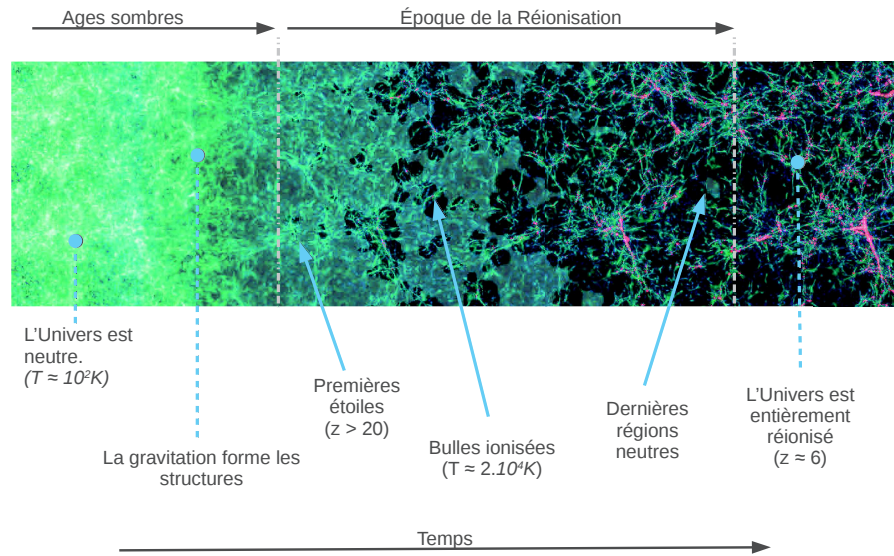 Ages sombres
Époque de la Réionisation
L'Univers est
neutre.
(T ≈ 10²K)
La gravitation forme les
structures
Premières
étoiles
(z > 20)
Bulles ionisées
(T ≈ 2.10⁴K)
Dernières
régions
neutres
L'Univers est
entièrement
réionisé
(z ≈ 6)
Temps